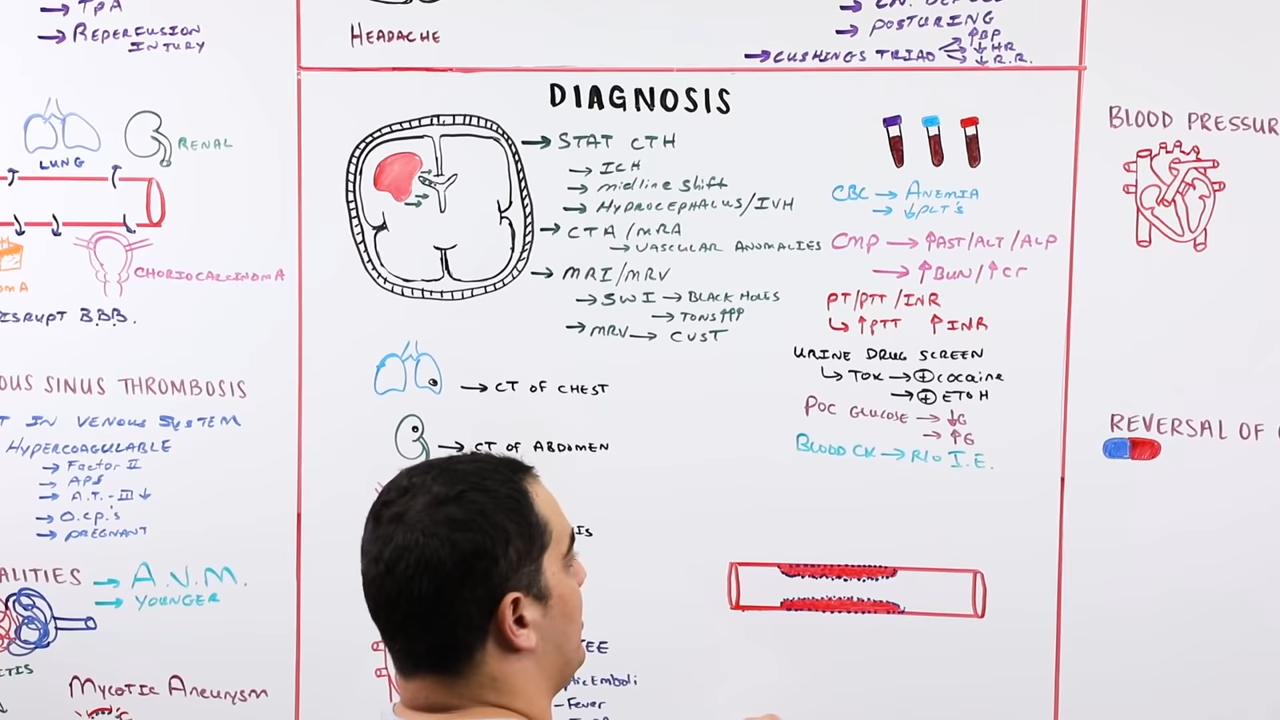 → TPA
→ REPERFUSION
INJURY
LUNG
RENAL
CHORIOCARCINOMA
DISRUPT B.B.B.
OUS SINUS THROMBOSIS
T IN VENOUS SYSTEM
HYPERCOAGULABLE
→ Factor II
→ APS
→ A.T.-III ↓
→ O.C.P.'s
→ PREGNANT
ALITIES → A.V.M.
→ YOUNGER
MYCOTIC ANEURYSM
HEADACHE
→ POSTURING
→ CUSHINGS TRIAD → ↑BP
→ ↓HR
→ ↓R.R.
DIAGNOSIS
→ STAT CTH
→ ICH
→ midline shift
→ HYDROCEPHALUS/IVH
→ CTA/MRA
→ VASCULAR ANOMALIES
→ MRI/MRV
→ SWI → BLACK HOLES
→ TONS ↑↑↑
→ MRV → CVST
→ CT OF CHEST
→ CT OF ABDOMEN
IS
TEE
Emboli
- Fever
CBC → ANEMIA
→ ↓PLT'S
CMP → ↑AST/ALT/ALP
→ ↑BUN/↑Cr
PT/PTT/INR
↳ ↑PTT ↑INR
URINE DRUG SCREEN
↳ TOX → ⊕ cocaine
→ ⊕ ETOH
POC GLUCOSE → ↓G
→ ↑G
BLOOD CX → R/O I.E.
BLOOD PRESSUR
REVERSAL OF